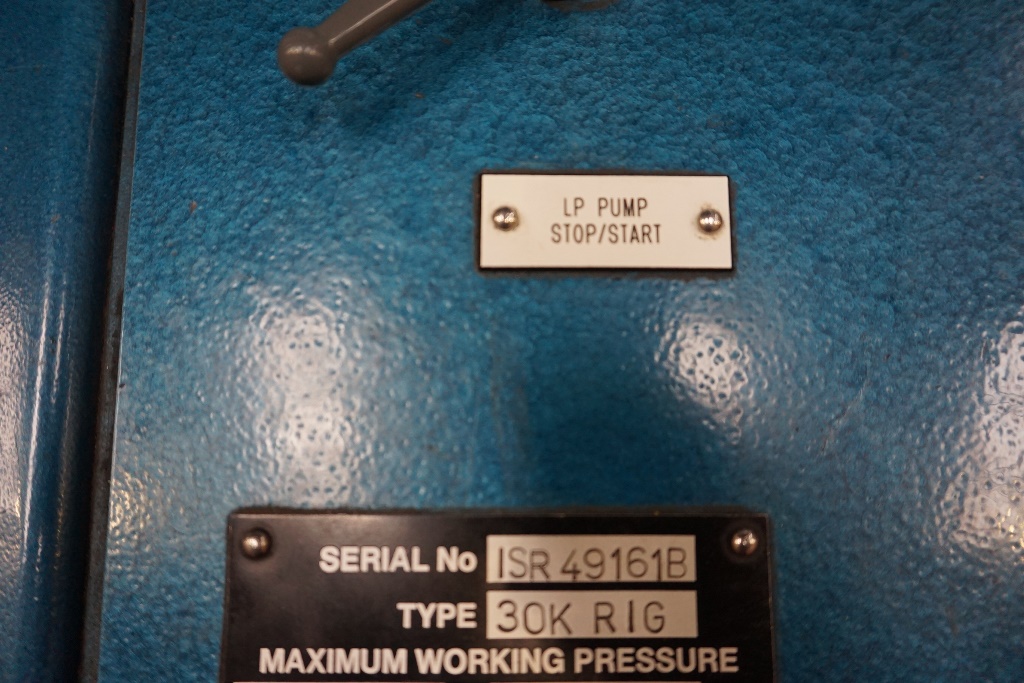 LP PUMP
STOP/START
SERIAL No ISR 49161B
TYPE 30K RIG
MAXIMUM WORKING PRESSURE